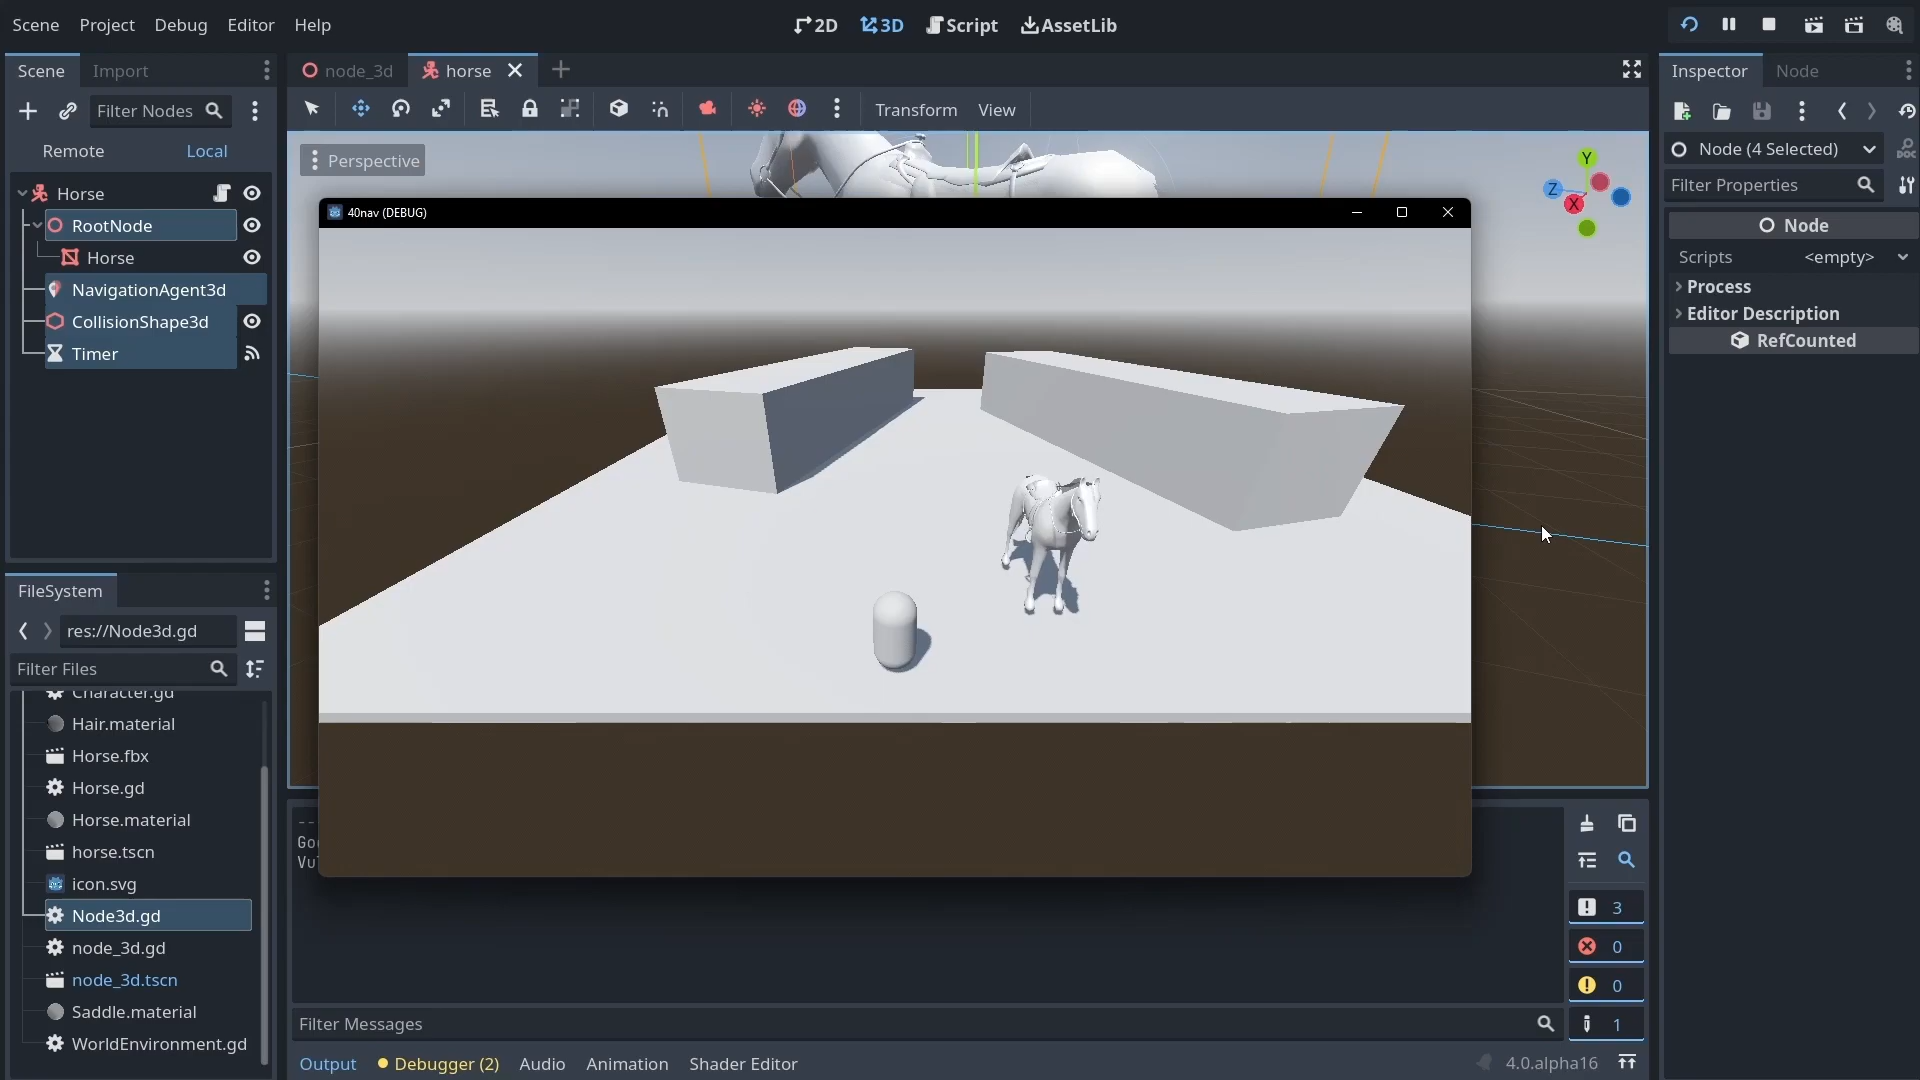 Scene Project Debug Editor Help
2D 3D Script AssetLib
Scene Import
node_3d horse
Inspector Node
Filter Nodes
Transform View
Remote Local
Perspective
Node (4 Selected)
DOC
Y
Z
X
Filter Properties
Horse
RootNode
Horse
NavigationAgent3d
CollisionShape3d
Timer
40nav (DEBUG)
Node
Scripts <empty>
Process
Editor Description
RefCounted
FileSystem
res://Node3d.gd
Filter Files
Character.gd
Hair.material
Horse.fbx
Horse.gd
Horse.material
horse.tscn
icon.svg
Node3d.gd
node_3d.gd
node_3d.tscn
Saddle.material
WorldEnvironment.gd
3
0
0
1
Filter Messages
Output Debugger (2) Audio Animation Shader Editor
4.0.alpha16